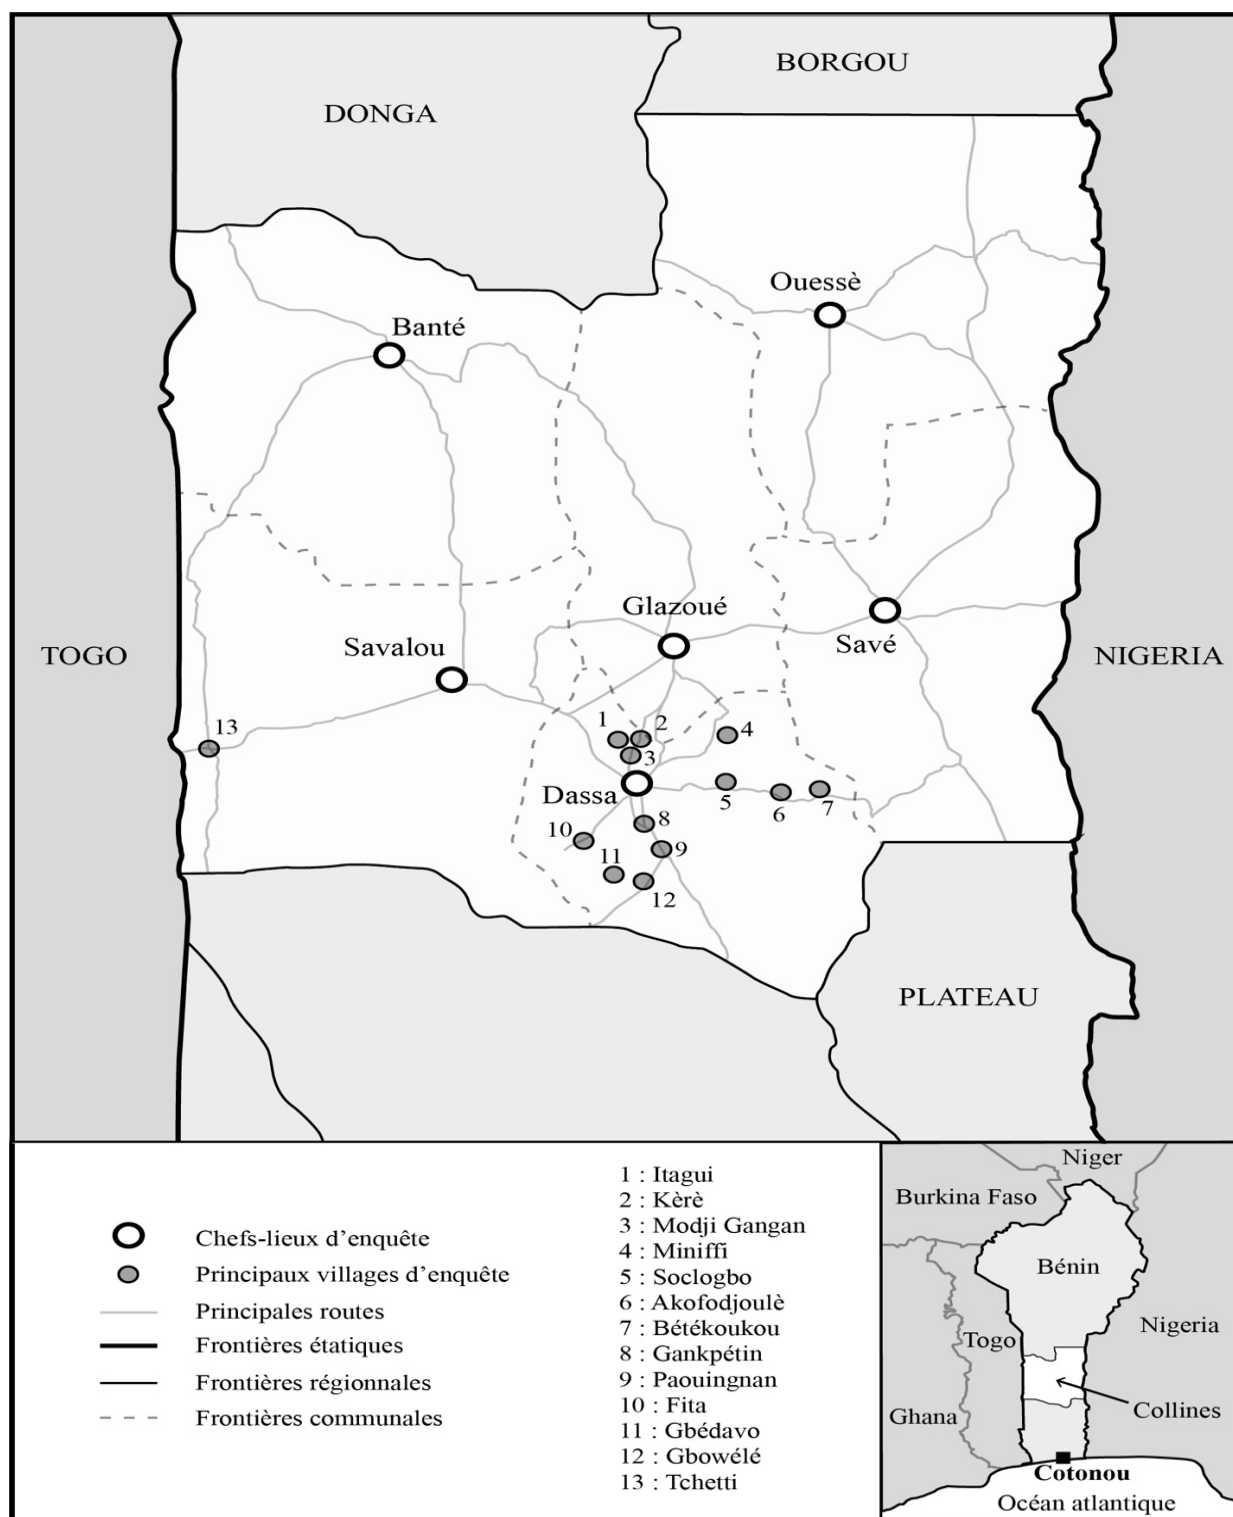 BORGOU
DONGA
Ouessè
Banté
Glazoué
Savalou
Savé
TOGO
NIGERIA
13
1
2
4
3
Dassa
5
6
7
8
10
9
11
12
PLATEAU
Chefs-lieux d'enquête
Principaux villages d'enquête
Principales routes
Frontières étatiques
Frontières régionnales
Frontières communales
1 : Itagui
2 : Kèrè
3 : Modji Gangan
4 : Miniffi
5 : Soclogbo
6 : Akofodjoulè
7 : Bétékoukou
8 : Gankpétin
9 : Paouingnan
10 : Fita
11 : Gbédavo
12 : Gbowélé
13 : Tchetti
Niger
Burkina Faso
Bénin
Nigeria
Togo
Ghana
Collines
Cotonou
Océan atlantique